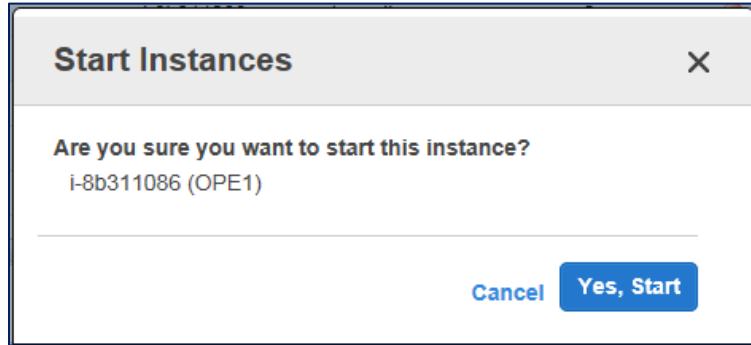 Start Instances
Are you sure you want to start this instance?
i-8b311086 (OPE1)
Cancel
Yes, Start